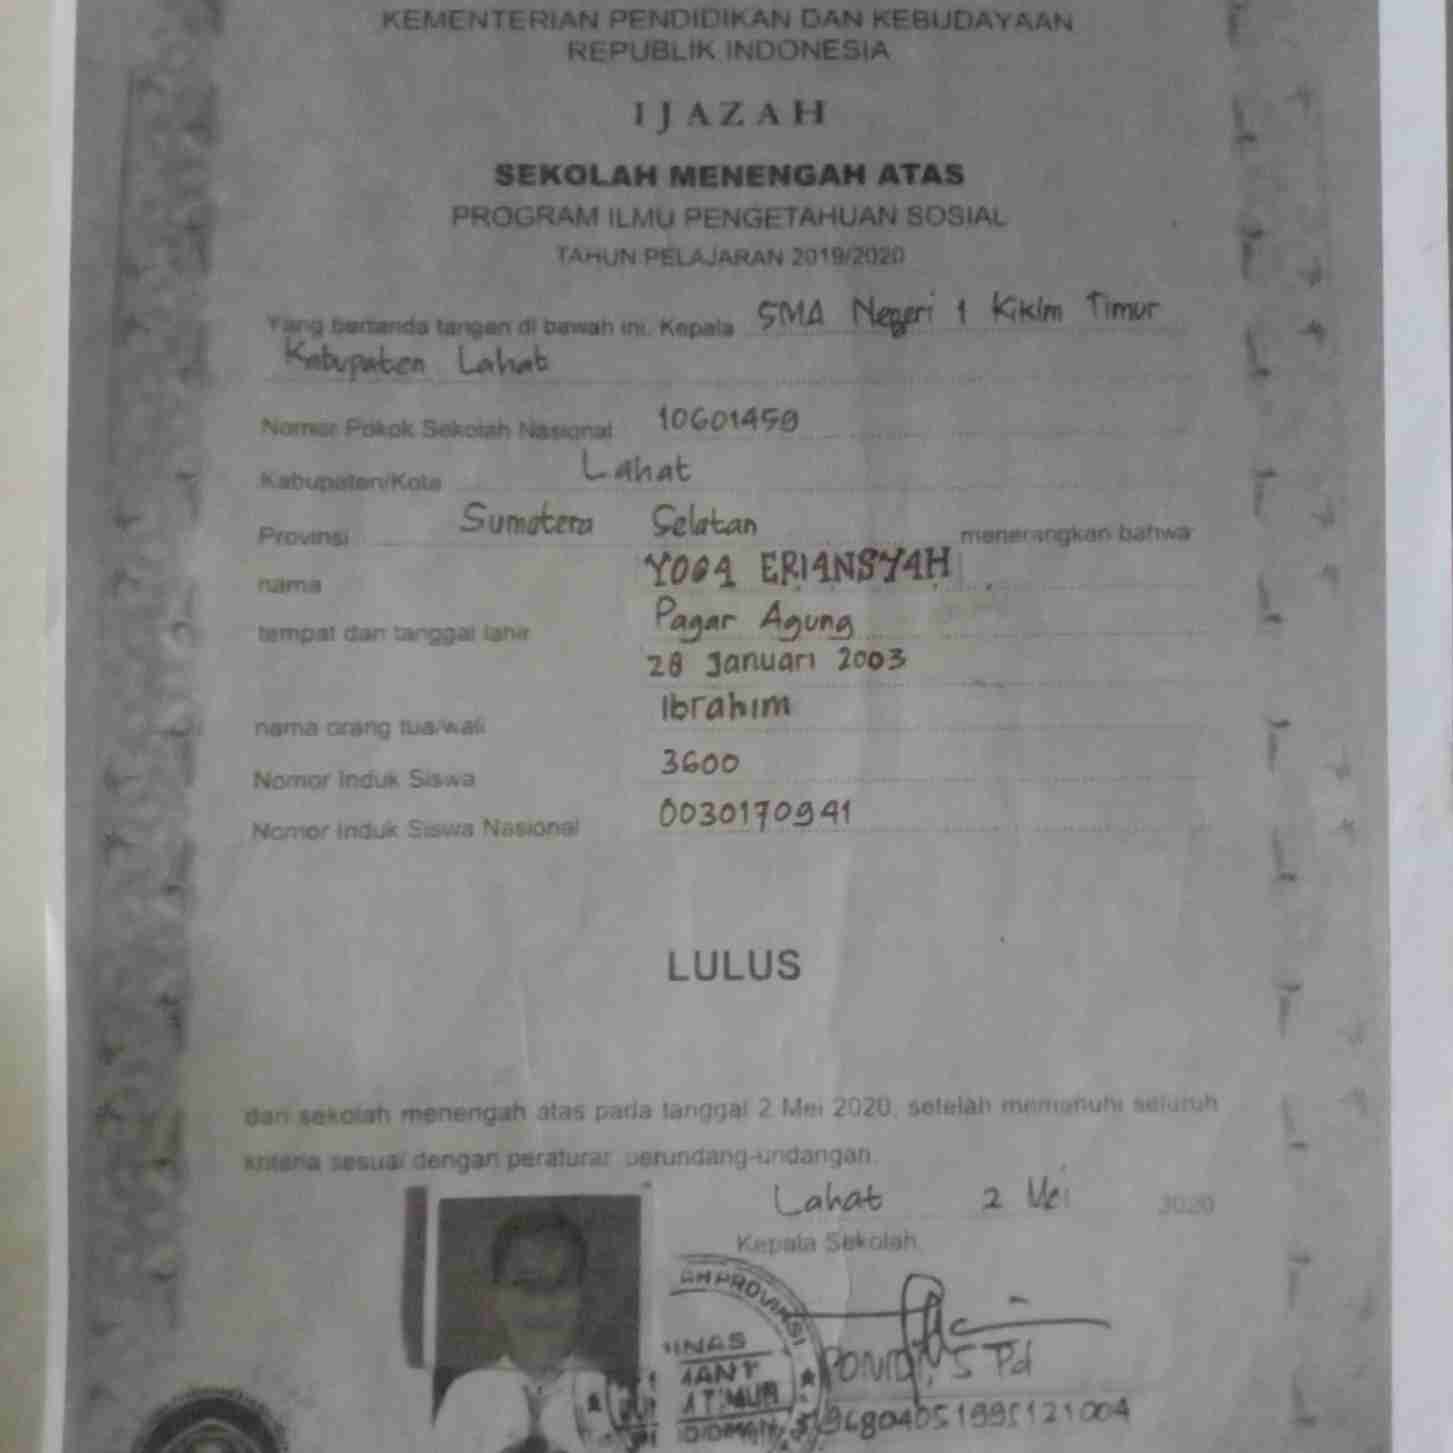 KEMENTERIAN PENDIDIKAN DAN KEBUDAYAAN
REPUBLIK INDONESIA
IJAZAH
SEKOLAH MENENGAH ATAS
PROGRAM ILMU PENGETAHUAN SOSIAL
TAHUN PELAJARAN 2019/2020
Yang bertanda tangan di bawah ini, Kepala SMA Negeri 1 Kikim Timur
Kabupaten Lahat
Nomor Pokok Sekolah Nasional 10601459
Kabupaten/Kota Lahat
Provinsi Sumatera Selatan menerangkan bahwa
nama YOGA ERIANSYAH
tempat dan tanggal lahir Pagar Agung
28 Januari 2003
nama orang tua/wali Ibrahim
Nomor Induk Siswa 3600
Nomor Induk Siswa Nasional 0030170941
LULUS
dari sekolah menengah atas pada tanggal 2 Mei 2020, setelah memenuhi seluruh
kriteria sesuai dengan peraturan perundang-undangan.
Lahat 2 Mei
Kepala Sekolah,
AH PROVINSI
DINAS
TIMUR
S Pd